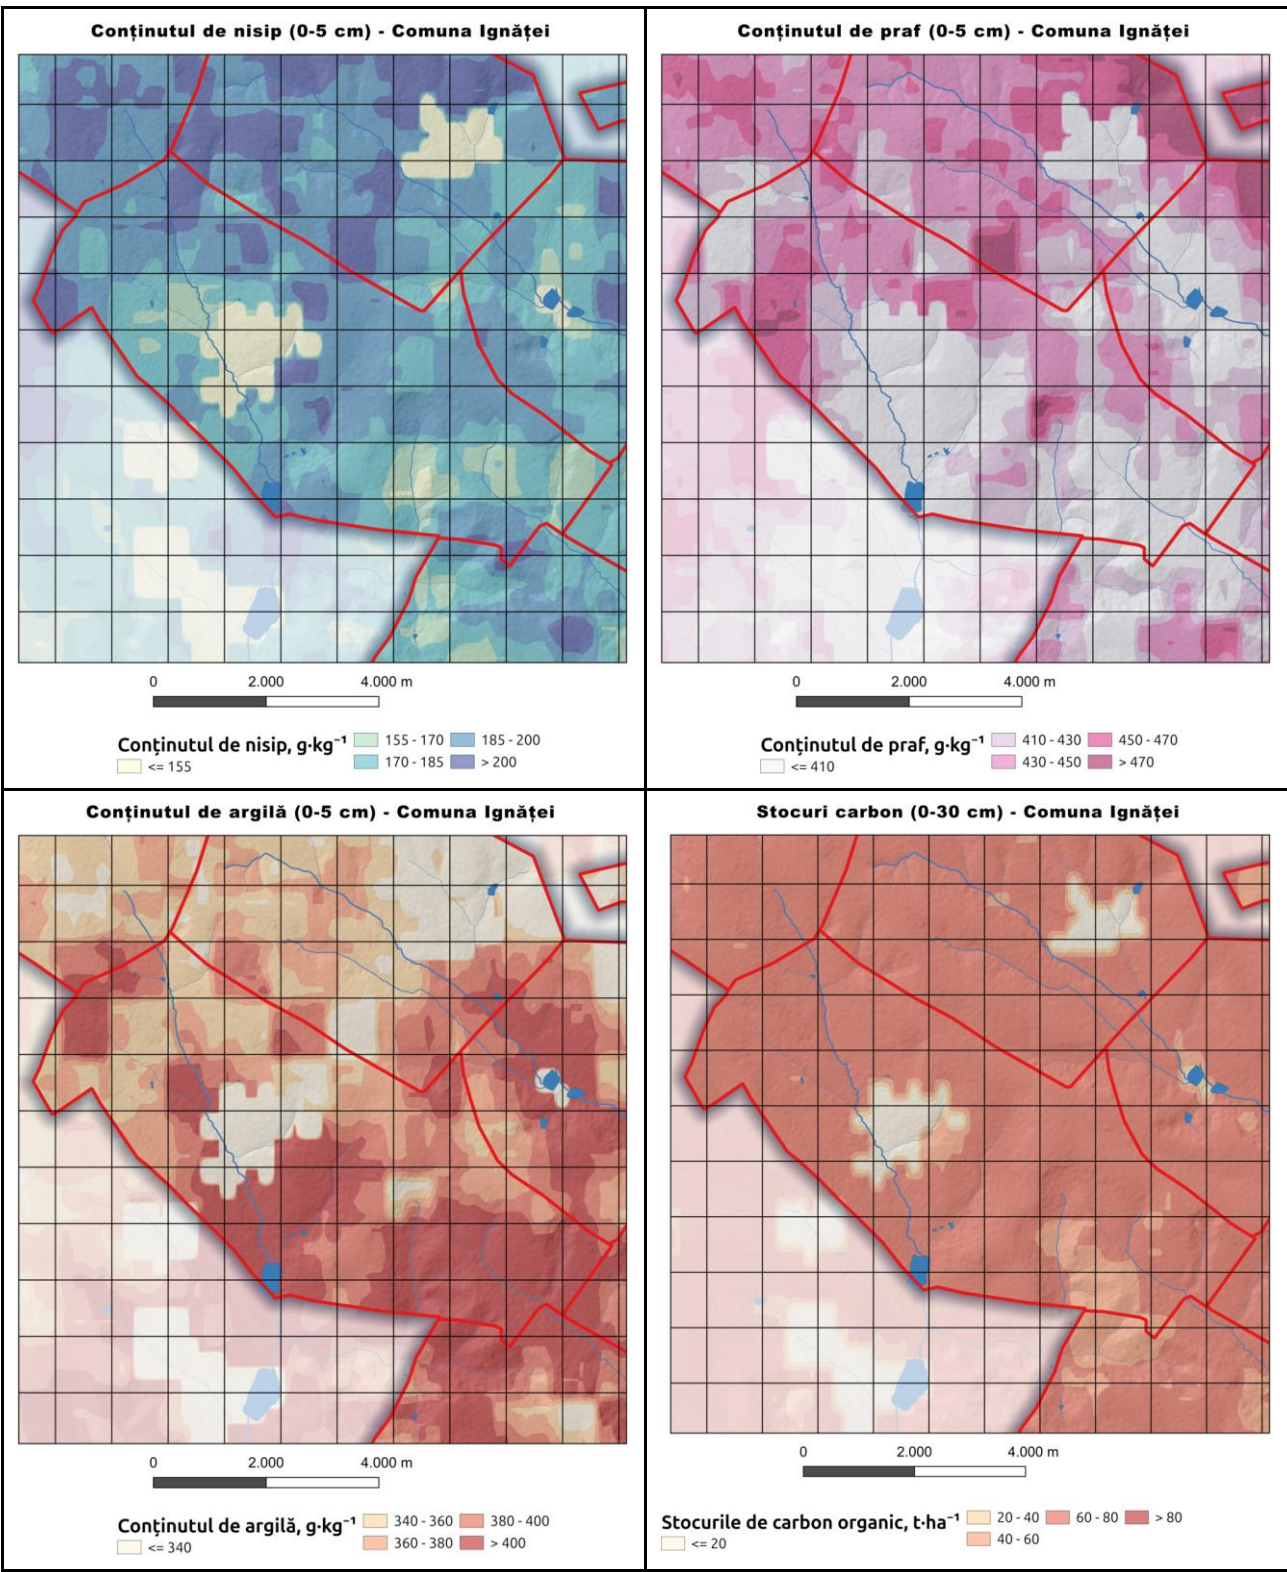 Conținutul de nisip (0-5 cm) - Comuna Ignăței
0 2.000 4.000 m
Conținutul de nisip, g·kg⁻¹
<= 155
155 - 170
170 - 185
185 - 200
> 200
Conținutul de praf (0-5 cm) - Comuna Ignăței
0 2.000 4.000 m
Conținutul de praf, g·kg⁻¹
<= 410
410 - 430
430 - 450
450 - 470
> 470
Conținutul de argilă (0-5 cm) - Comuna Ignăței
0 2.000 4.000 m
Conținutul de argilă, g·kg⁻¹
<= 340
340 - 360
360 - 380
380 - 400
> 400
Stocuri carbon (0-30 cm) - Comuna Ignăței
0 2.000 4.000 m
Stocurile de carbon organic, t·ha⁻¹
<= 20
20 - 40
40 - 60
60 - 80
> 80